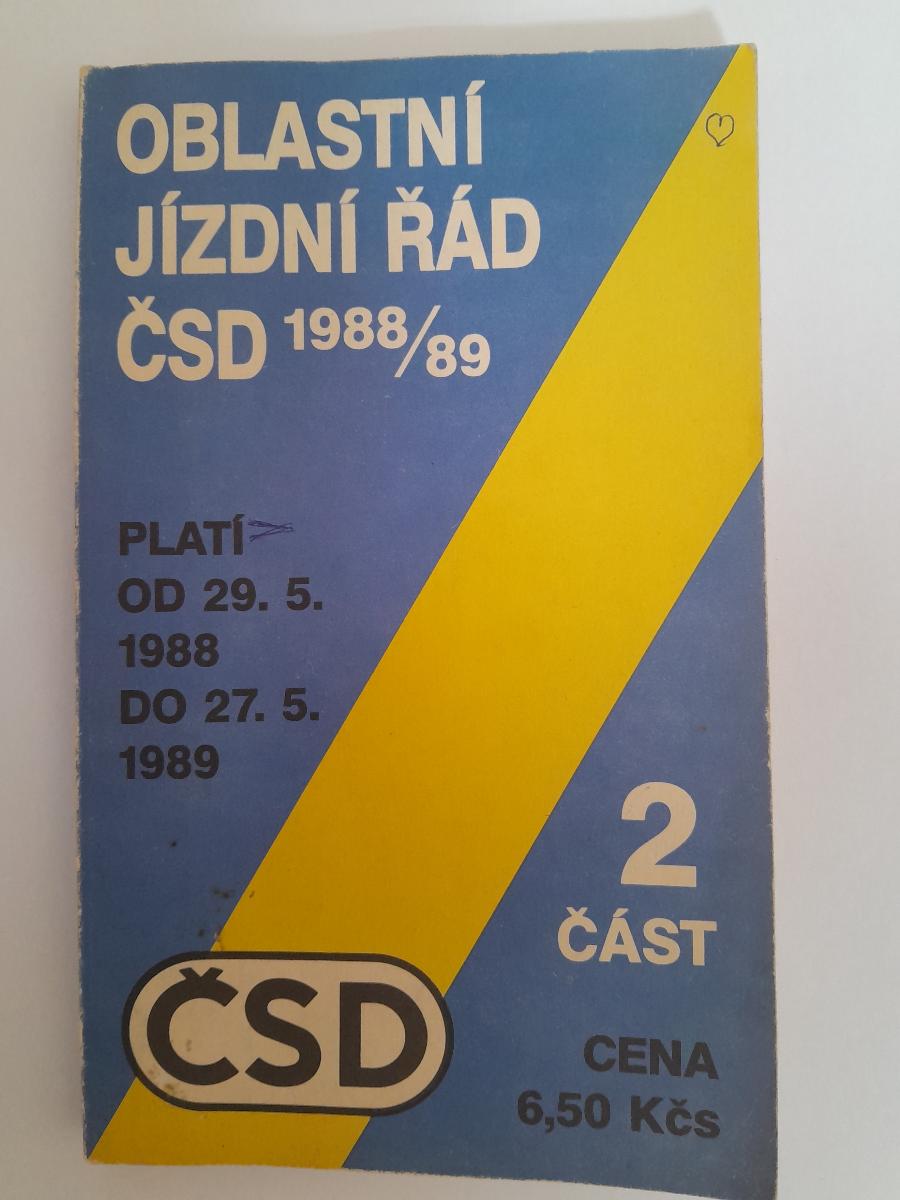 OBLASTNÍ
JÍZDNÍ ŘÁD
ČSD 1988/89
PLATÍ
OD 29. 5.
1988
DO 27. 5.
1989
2
ČÁST
ČSD
CENA
6,50 Kčs